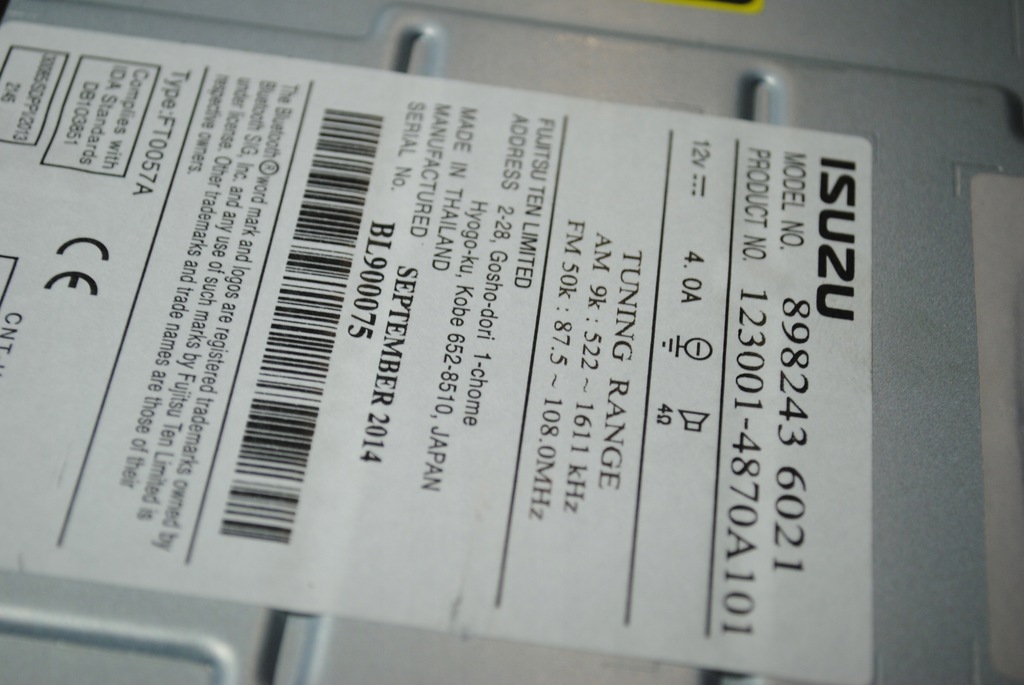 ISUZU
MODEL NO. 898243 6021
PRODUCT NO. 123001-4870A101
12V 4.0A 4Ω
TUNING RANGE
AM 9k : 522 ~ 1611 kHz
FM 50k : 87.5 ~ 108.0MHz
FUJITSU TEN LIMITED
ADDRESS 2-28, Gosho-dori 1-chome
Hyogo-ku, Kobe 652-8510, JAPAN
MADE IN THAILAND
MANUFACTURED SEPTEMBER 2014
SERIAL No. BL900075
The Bluetooth® word mark and logos are registered trademarks owned by
Bluetooth SIG, Inc. and any use of such marks by Fujitsu Ten Limited is
under license. Other trademarks and trade names are those of their
respective owners.
Type:FT0057A
Complies with
IDA Standards
DB103851
CE